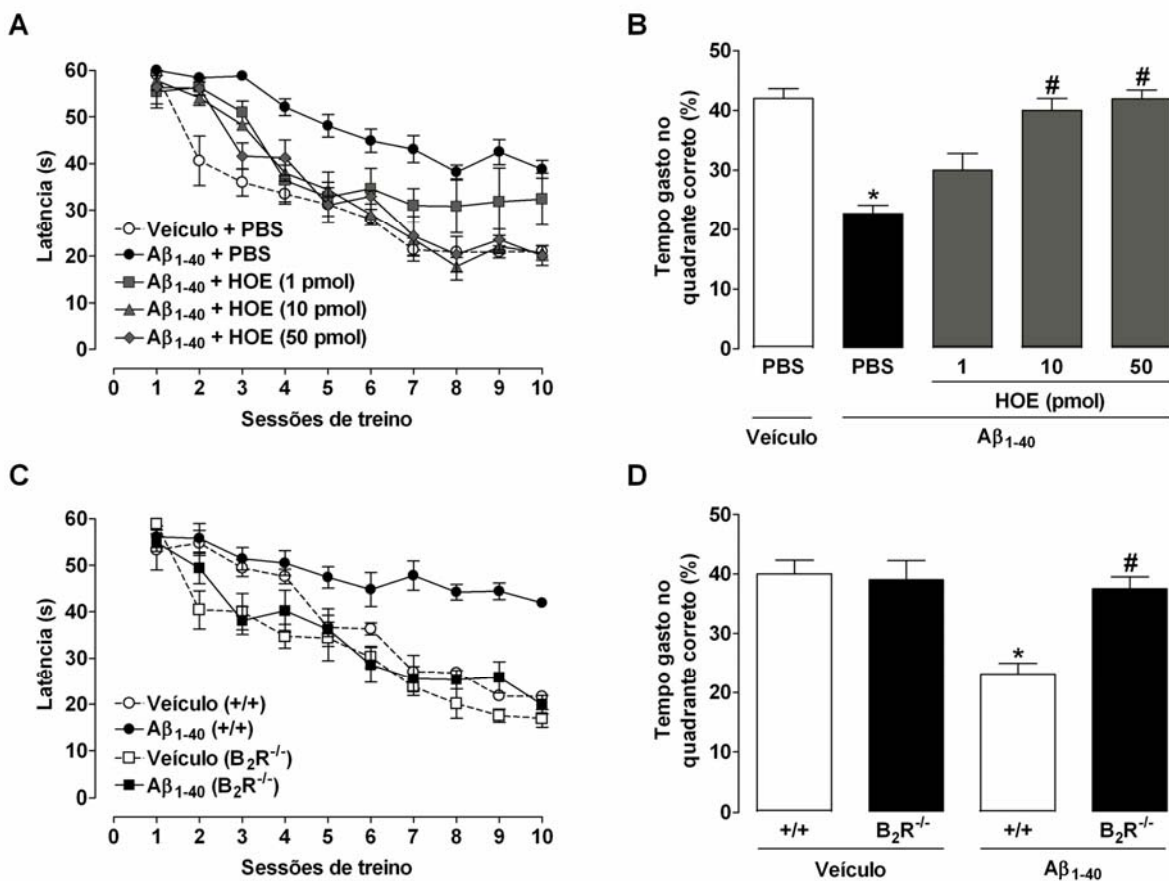 A
Latência (s)
60
50
40
30
20
10
0
Veículo + PBS
Aβ1-40 + PBS
Aβ1-40 + HOE (1 pmol)
Aβ1-40 + HOE (10 pmol)
Aβ1-40 + HOE (50 pmol)
0 1 2 3 4 5 6 7 8 9 10
Sessões de treino
B
Tempo gasto no
quadrante correto (%)
50
40
30
20
10
0
* # #
PBS PBS 1 10 50
HOE (pmol)
Veículo Aβ1-40
C
Latência (s)
60
50
40
30
20
10
0
Veículo (+/+)
Aβ1-40 (+/+)
Veículo (B2R-/-)
Aβ1-40 (B2R-/-)
0 1 2 3 4 5 6 7 8 9 10
Sessões de treino
D
Tempo gasto no
quadrante correto (%)
50
40
30
20
10
0
* #
+/+ B2R-/- +/+ B2R-/-
Veículo Aβ1-40